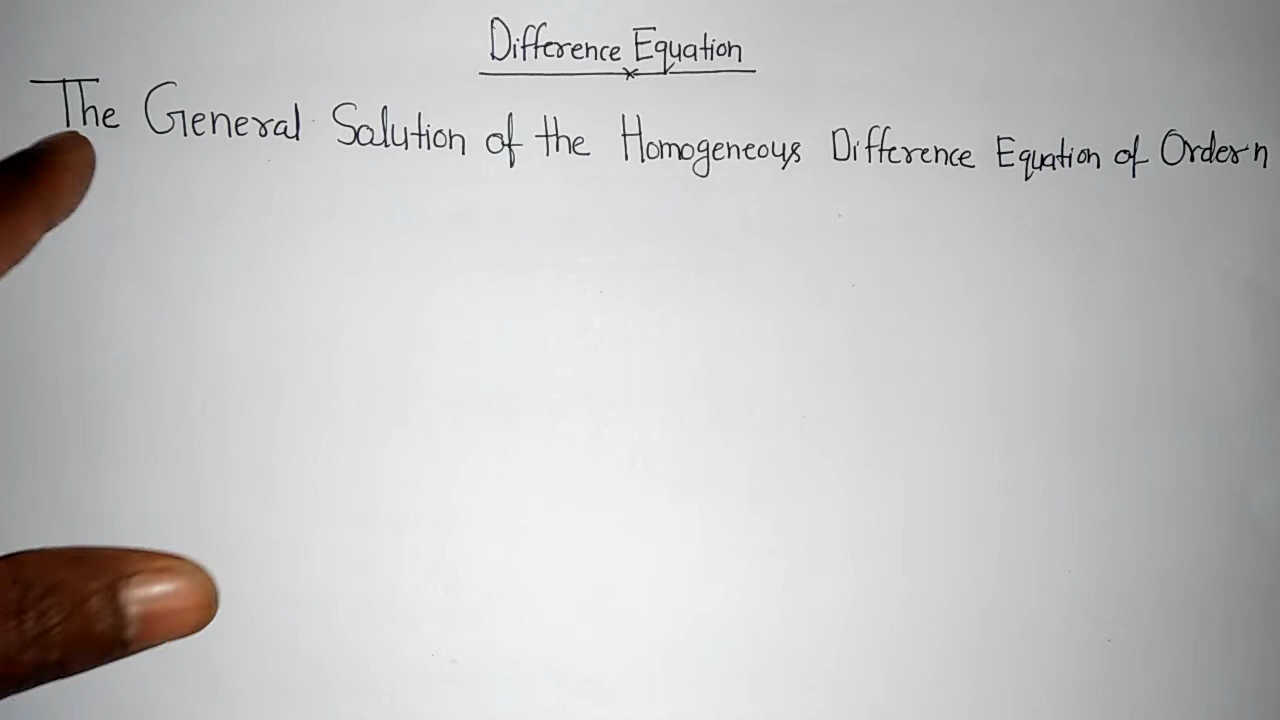 Difference Equation
The General Solution of the Homogeneous Difference Equation of Order n